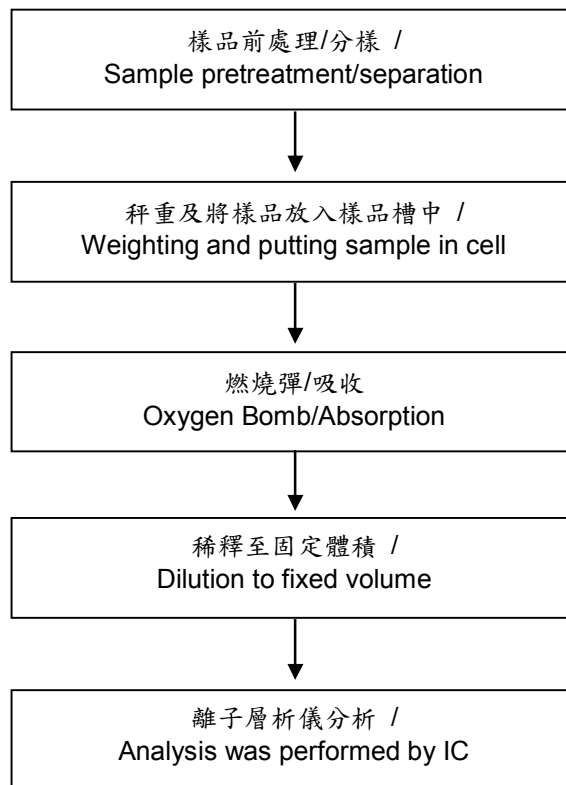 樣品前處理/分樣 /
Sample pretreatment/separation
秤重及將樣品放入樣品槽中 /
Weighting and putting sample in cell
燃燒彈/吸收
Oxygen Bomb/Absorption
稀釋至固定體積 /
Dilution to fixed volume
離子層析儀分析 /
Analysis was performed by IC